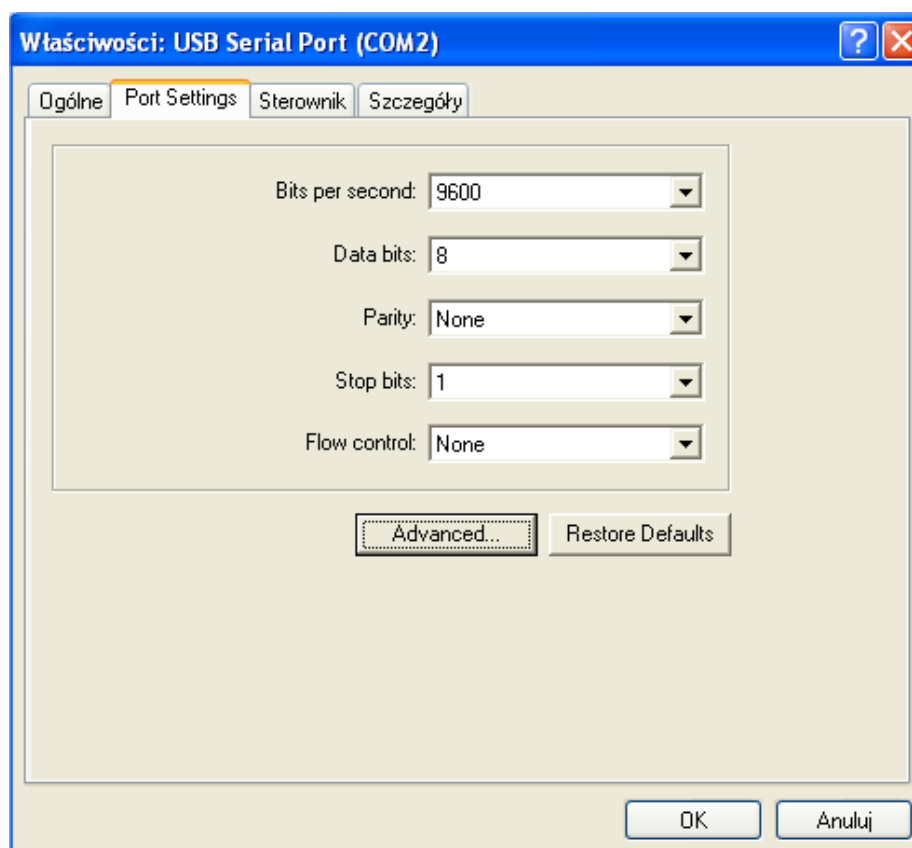 Właściwości: USB Serial Port (COM2)
Ogólne Port Settings Sterownik Szczegóły
Bits per second: 9600
Data bits: 8
Parity: None
Stop bits: 1
Flow control: None
Advanced... Restore Defaults
OK Anuluj